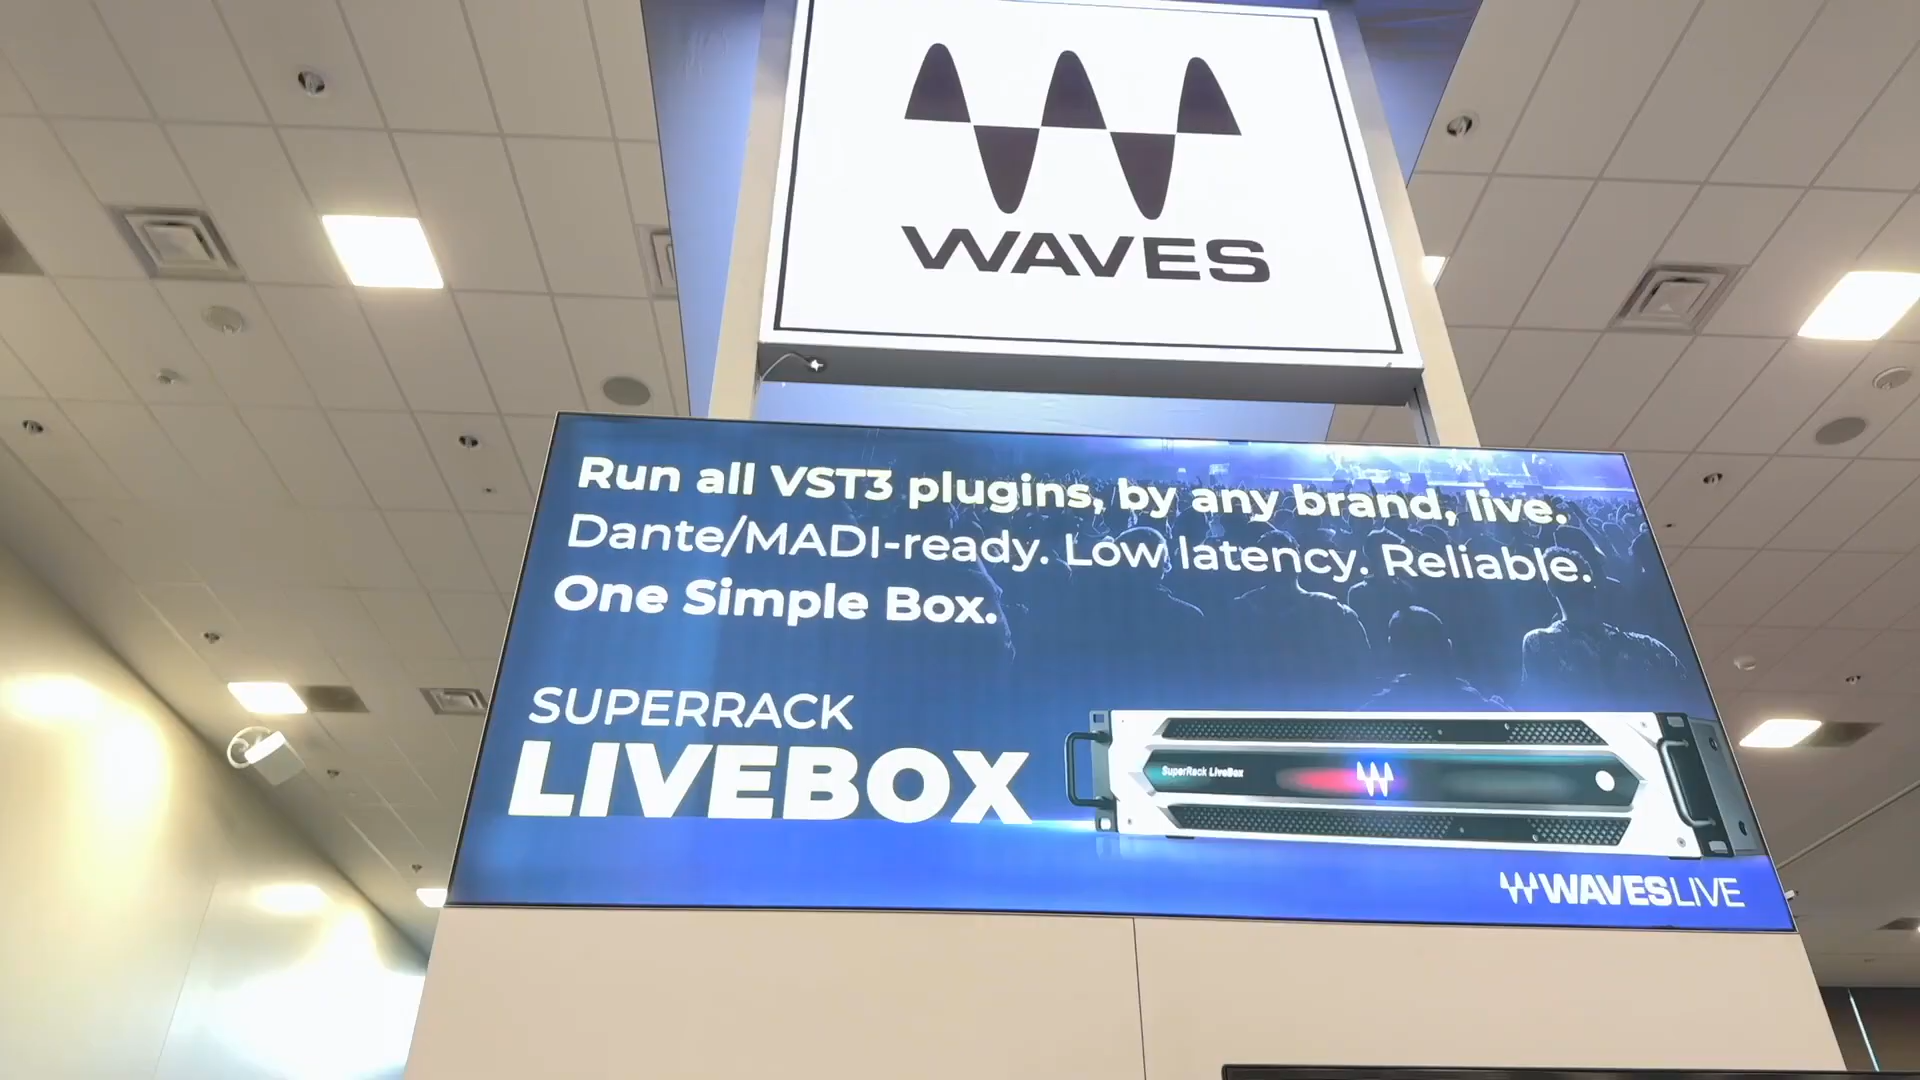 WAVES
Run all VST3 plugins, by any brand, live.
Dante/MADI-ready. Low latency. Reliable.
One Simple Box.
SUPERRACK
LIVEBOX
SuperRack LiveBox
WAVESLIVE